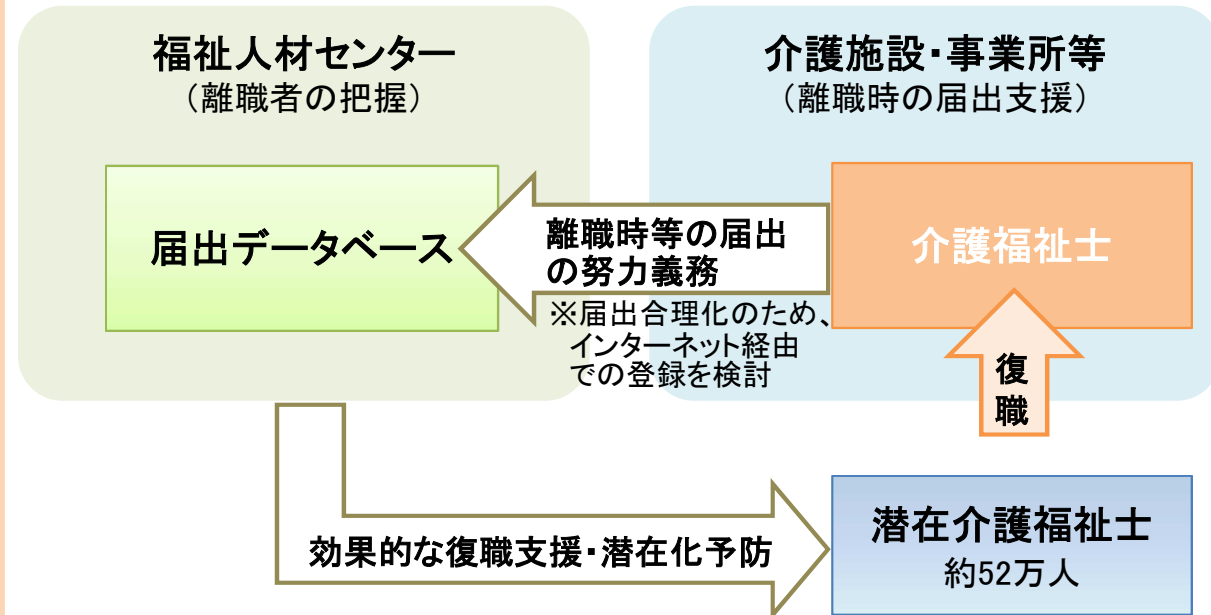 福祉人材センター
（離職者の把握）
届出データベース
介護施設・事業所等
（離職時の届出支援）
介護福祉士
離職時等の届出
の努力義務
※届出合理化のため、
インターネット経由
での登録を検討
復
職
効果的な復職支援・潜在化予防
潜在介護福祉士
約52万人